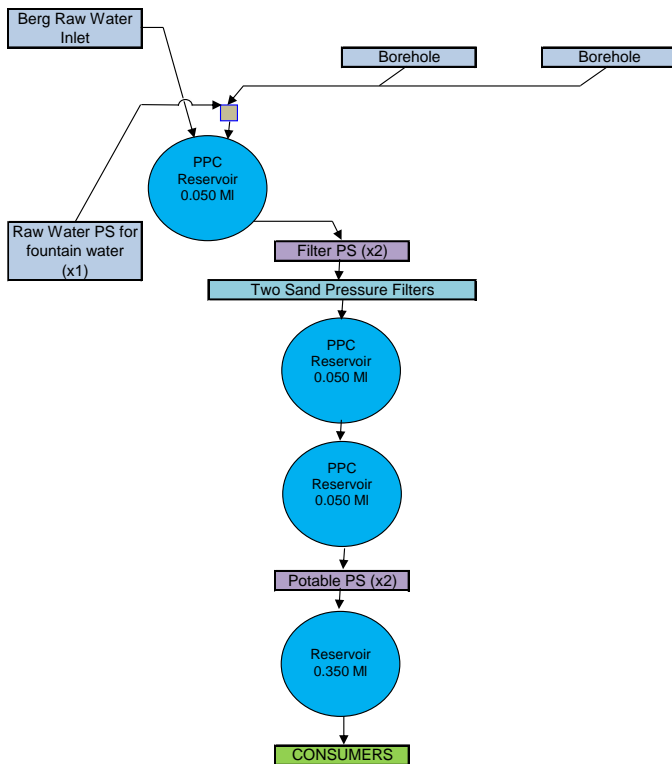 Berg Raw Water
Inlet
Borehole
Borehole
PPC
Reservoir
0.050 Ml
Raw Water PS for
fountain water
(x1)
Filter PS (x2)
Two Sand Pressure Filters
PPC
Reservoir
0.050 Ml
PPC
Reservoir
0.050 Ml
Potable PS (x2)
Reservoir
0.350 Ml
CONSUMERS